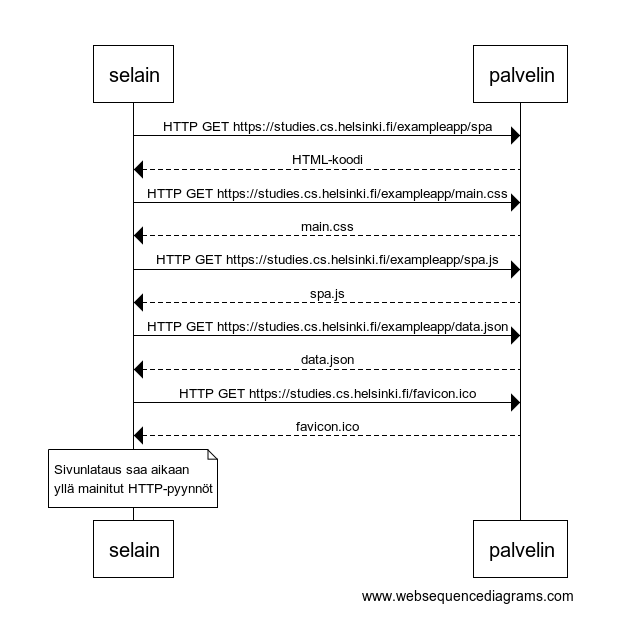 selain
palvelin
HTTP GET https://studies.cs.helsinki.fi/exampleapp/spa
HTML-koodi
HTTP GET https://studies.cs.helsinki.fi/exampleapp/main.css
main.css
HTTP GET https://studies.cs.helsinki.fi/exampleapp/spa.js
spa.js
HTTP GET https://studies.cs.helsinki.fi/exampleapp/data.json
data.json
HTTP GET https://studies.cs.helsinki.fi/favicon.ico
favicon.ico
Sivunlataus saa aikaan
yllä mainitut HTTP-pyynnöt
selain
palvelin
www.websequencediagrams.com